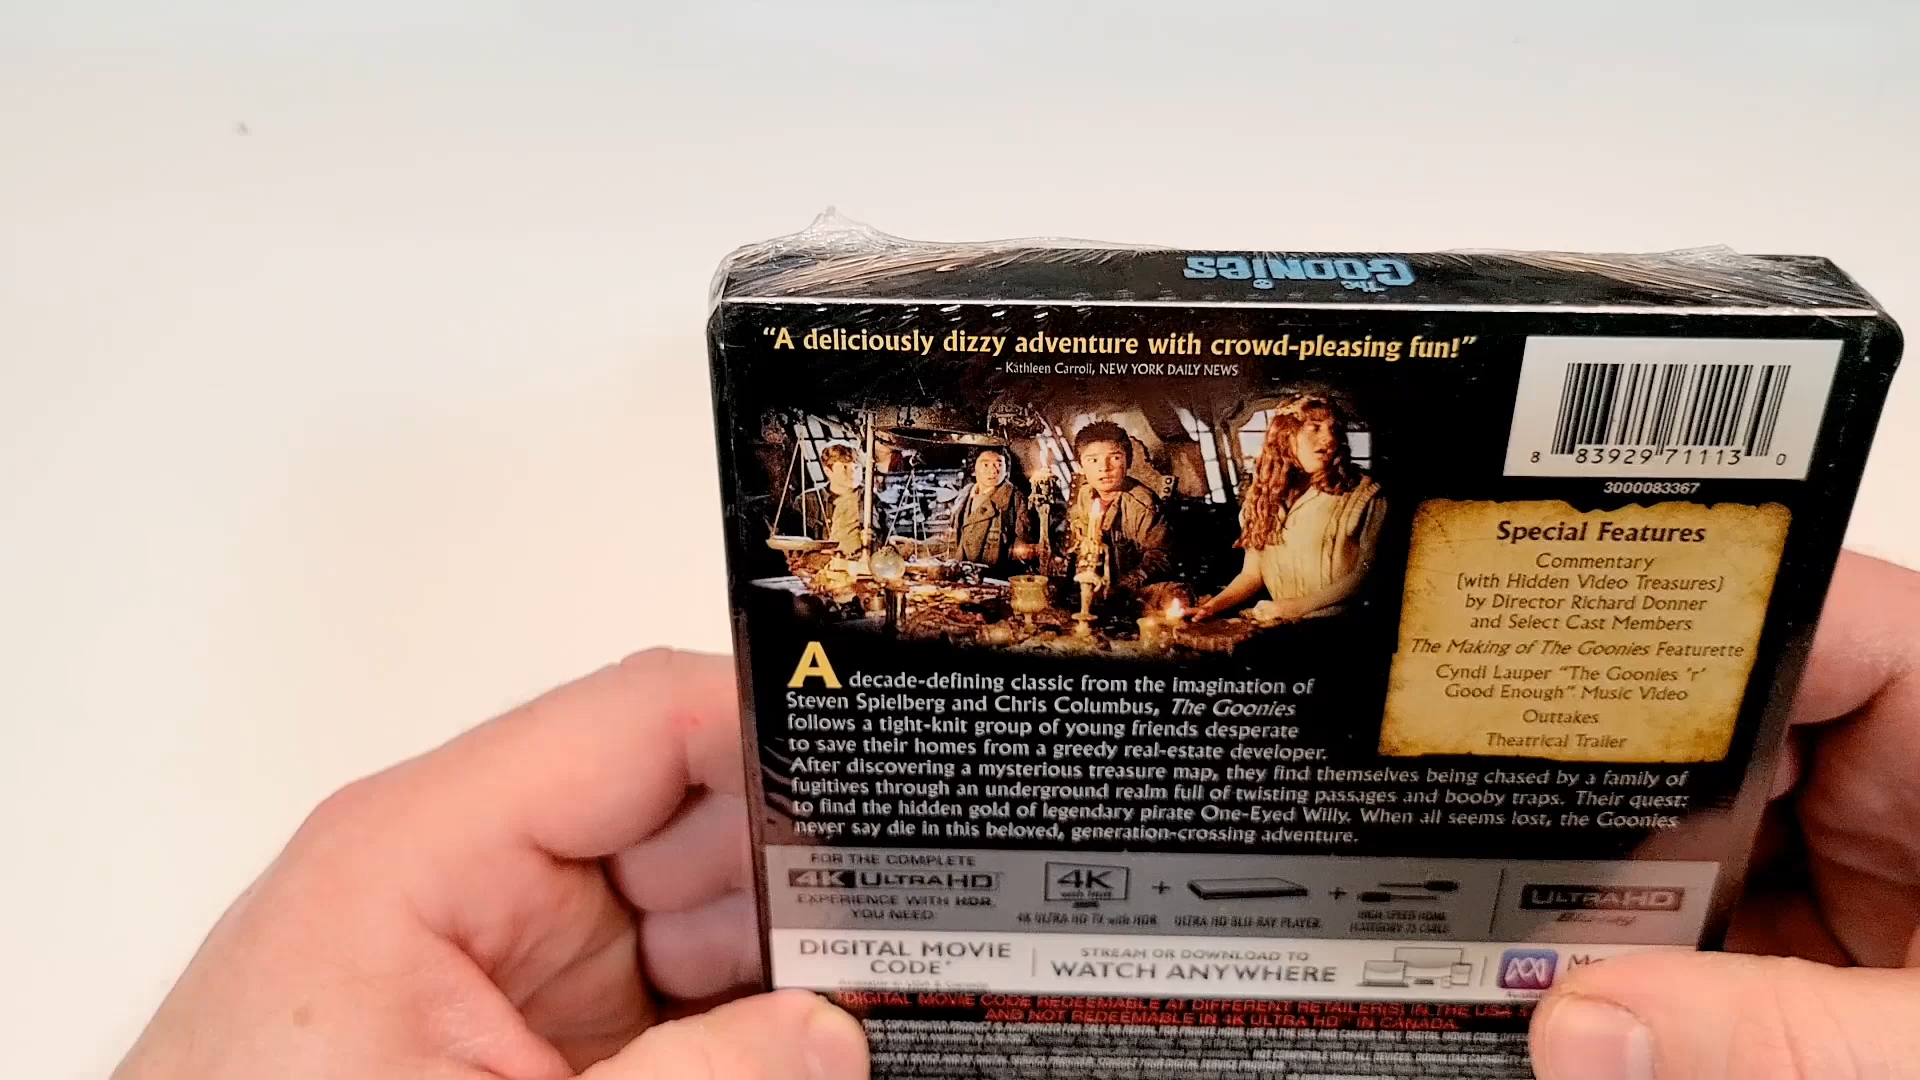 The GOONIES
“A deliciously dizzy adventure with crowd-pleasing fun!”
– Kathleen Carroll, NEW YORK DAILY NEWS
8 83929 71113 0
3000083367
Special Features
Commentary
(with Hidden Video Treasures)
by Director Richard Donner
and Select Cast Members
The Making of The Goonies Featurette
Cyndi Lauper “The Goonies ’r’
Good Enough” Music Video
Outtakes
Theatrical Trailer
A decade-defining classic from the imagination of
Steven Spielberg and Chris Columbus, The Goonies
follows a tight-knit group of young friends desperate
to save their homes from a greedy real-estate developer.
After discovering a mysterious treasure map, they find themselves being chased by a family of
fugitives through an underground realm full of twisting passages and booby traps. Their quest:
to find the hidden gold of legendary pirate One-Eyed Willy. When all seems lost, the Goonies
never say die in this beloved, generation-crossing adventure.
FOR THE COMPLETE
4K ULTRA HD
EXPERIENCE WITH HDR
YOU NEED:
4K with HDR + +
4K ULTRA HD TV with HDR ULTRA HD BLU-RAY PLAYER HIGH SPEED HDMI
ULTRA HD
Blu-ray
DIGITAL MOVIE
CODE*
STREAM OR DOWNLOAD TO
WATCH ANYWHERE
DIGITAL MOVIE CODE REDEEMABLE AT DIFFERENT RETAILER(S) IN THE USA
AND NOT REDEEMABLE IN 4K ULTRA HD™ IN CANADA.